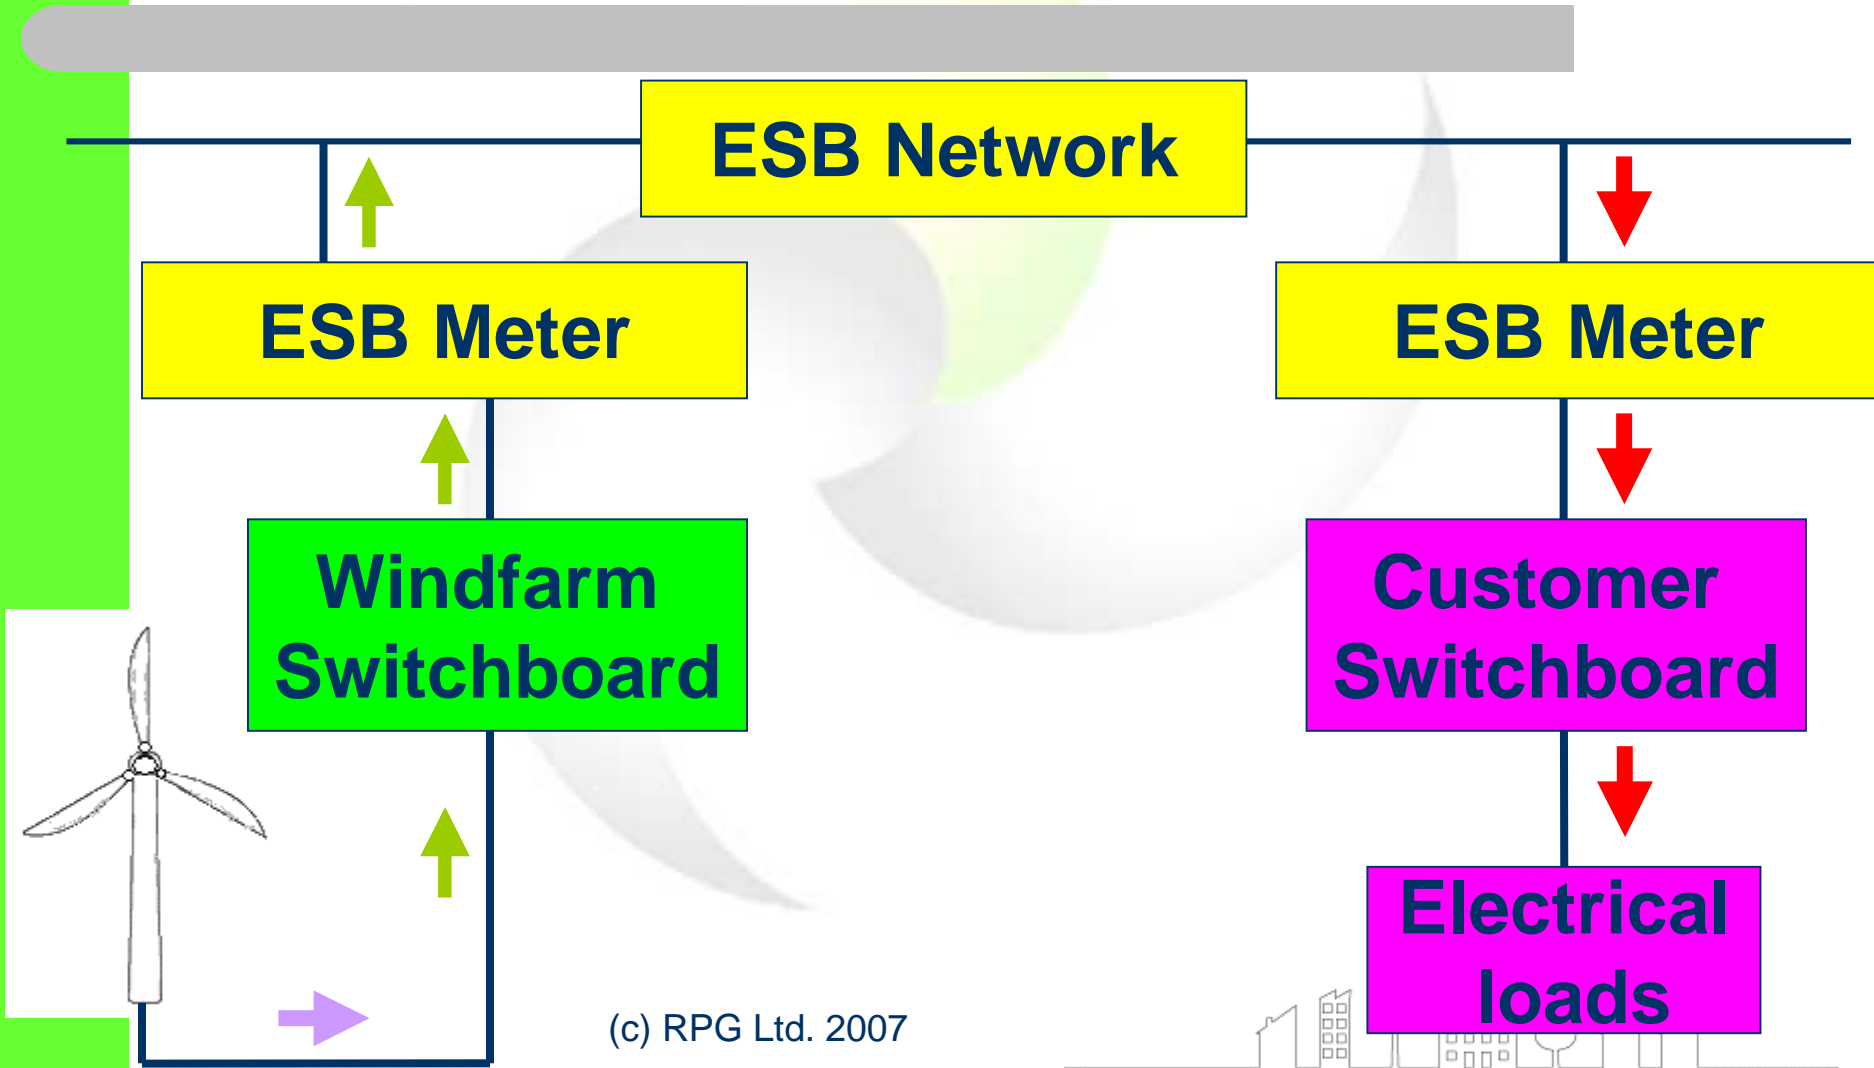 ESB Network
ESB Meter
ESB Meter
Windfarm
Switchboard
Customer
Switchboard
Electrical
loads
(c) RPG Ltd. 2007